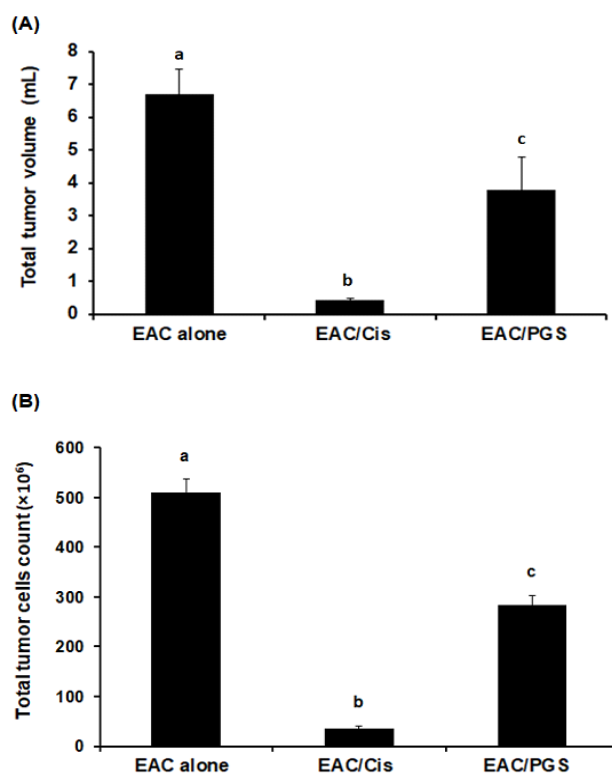 (A)
Total tumor volume (mL)
8
7
6
5
4
3
2
1
0
a
b
c
EAC alone
EAC/Cis
EAC/PGS
(B)
Total tumor cells count (×10⁶)
600
500
400
300
200
100
0
a
b
c
EAC alone
EAC/Cis
EAC/PGS